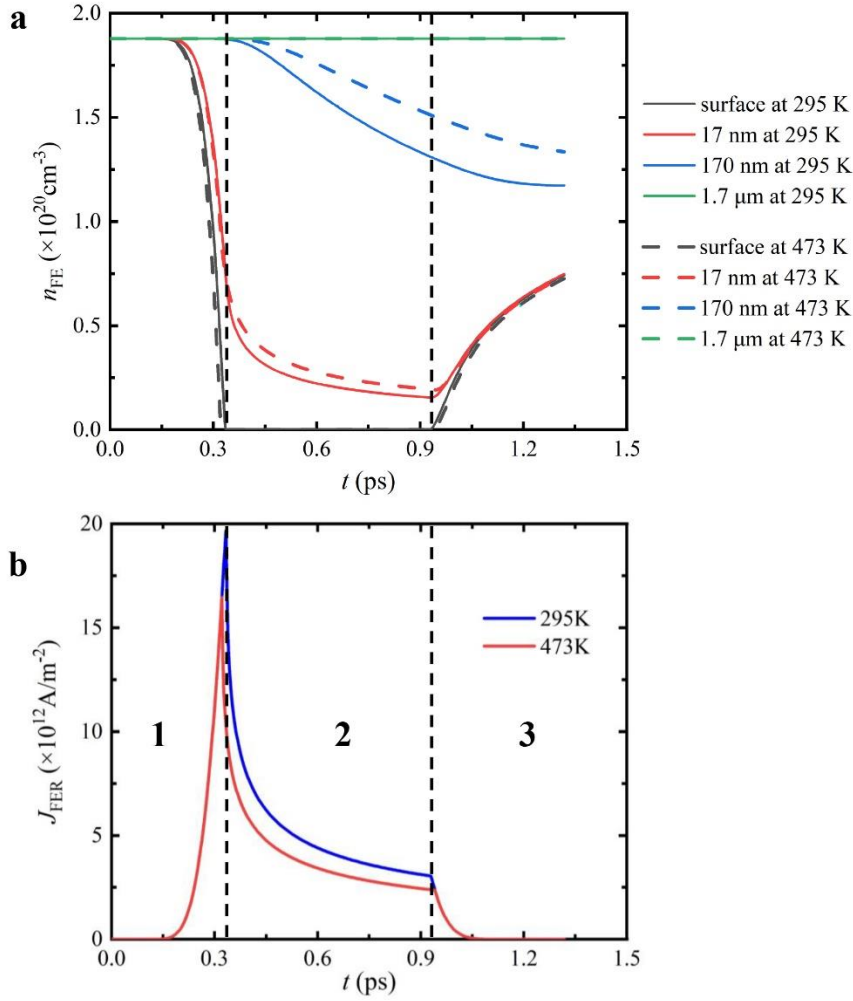 a
2.0
1.5
1.0
0.5
0.0
n_FE (×10²⁰cm⁻³)
0.0 0.3 0.6 0.9 1.2 1.5
t (ps)
surface at 295 K
17 nm at 295 K
170 nm at 295 K
1.7 μm at 295 K
surface at 473 K
17 nm at 473 K
170 nm at 473 K
1.7 μm at 473 K
b
20
15
10
5
0
J_FER (×10¹²A/m⁻²)
295K
473K
1 2 3
0.0 0.3 0.6 0.9 1.2 1.5
t (ps)